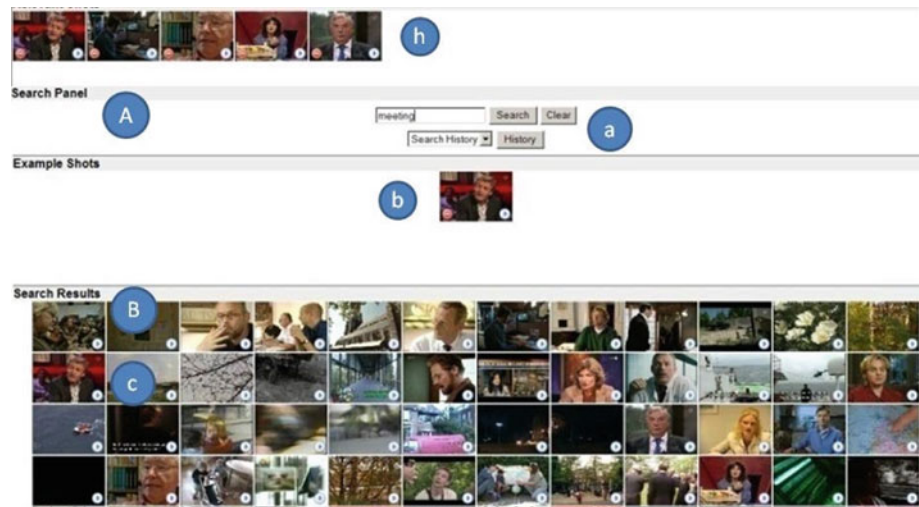 h
Search Panel
A
meeting Search Clear
a
Search History History
Example Shots
b
Search Results
B
c